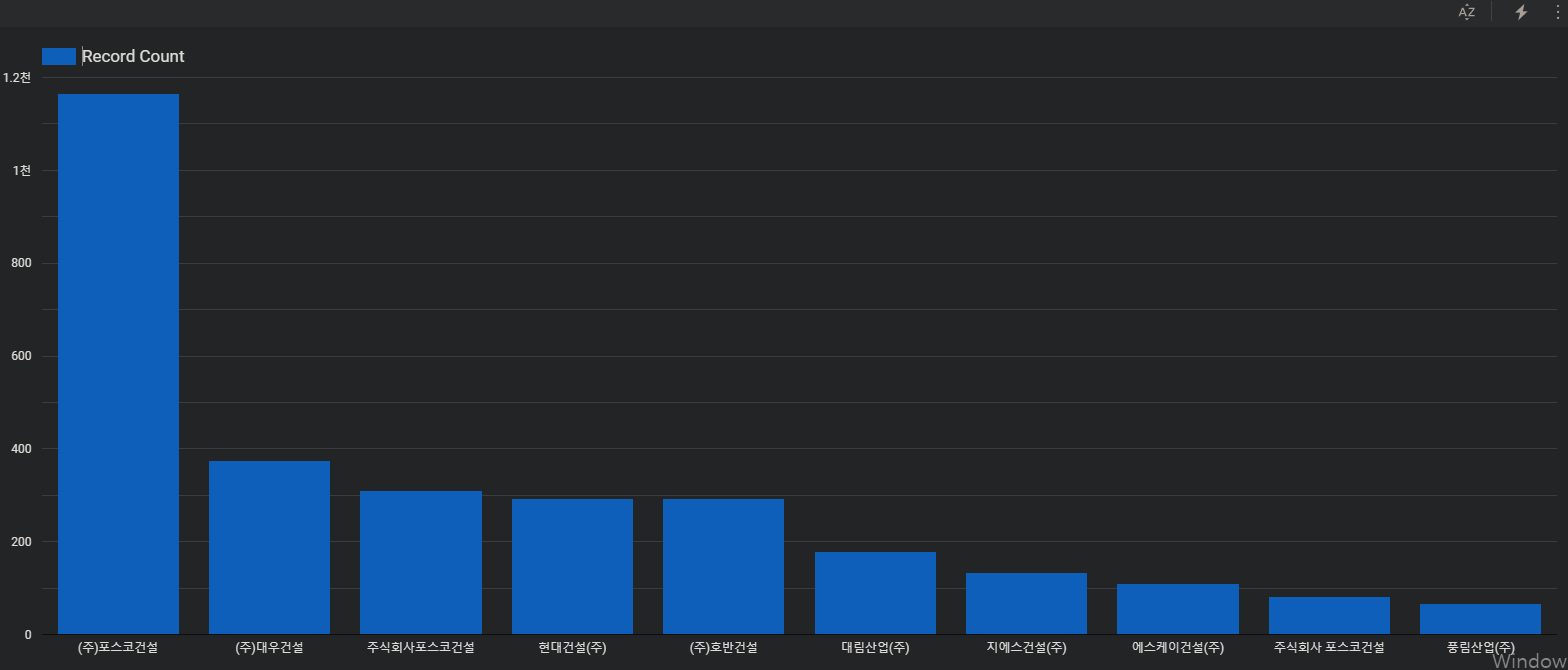 AZ
Record Count
1.2천
1천
800
600
400
200
0
(주)포스코건설 (주)대우건설 주식회사포스코건설 현대건설(주) (주)호반건설 대림산업(주) 지에스건설(주) 에스케이건설(주) 주식회사 포스코건설 풍림산업(주)
Window